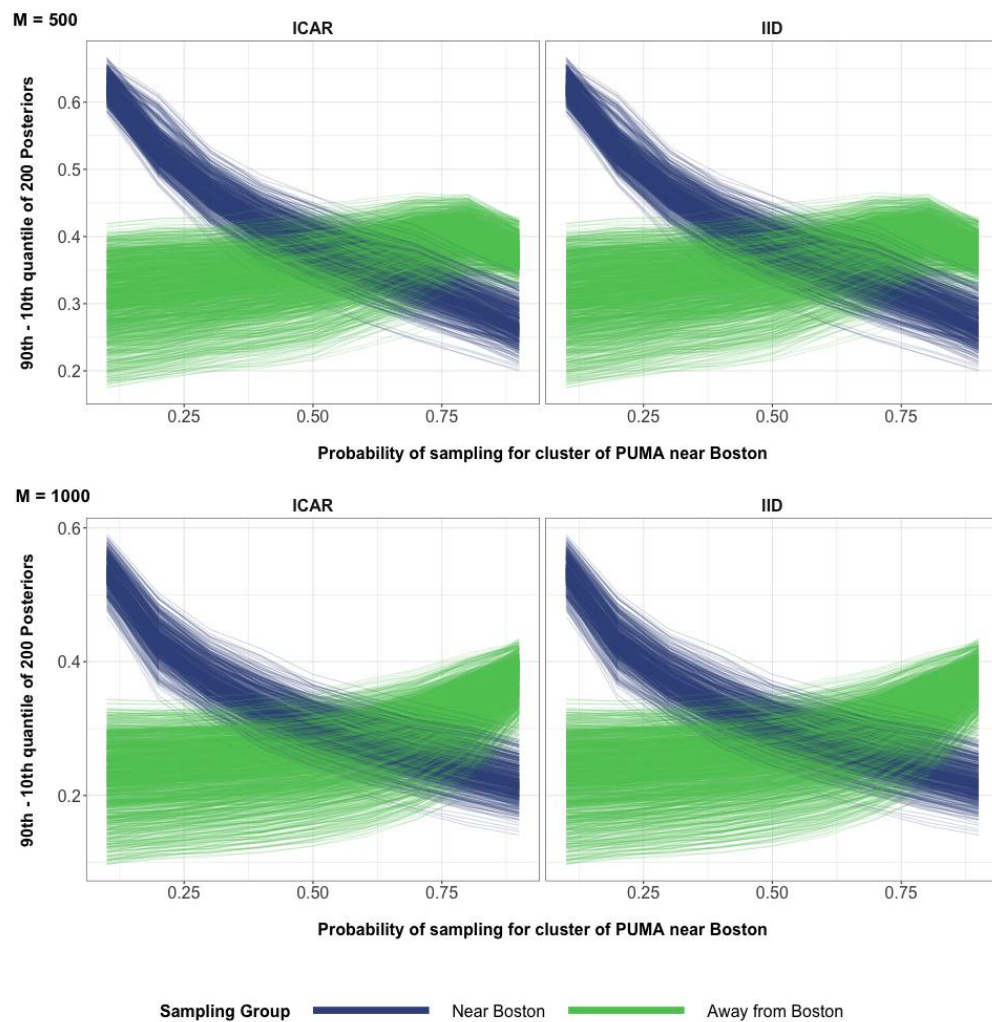 M = 500
ICAR IID
90th - 10th quantile of 200 Posteriors
0.6
0.5
0.4
0.3
0.2
0.25 0.50 0.75 0.25 0.50 0.75
Probability of sampling for cluster of PUMA near Boston
M = 1000
ICAR IID
90th - 10th quantile of 200 Posteriors
0.6
0.4
0.2
0.25 0.50 0.75 0.25 0.50 0.75
Probability of sampling for cluster of PUMA near Boston
Sampling Group Near Boston Away from Boston